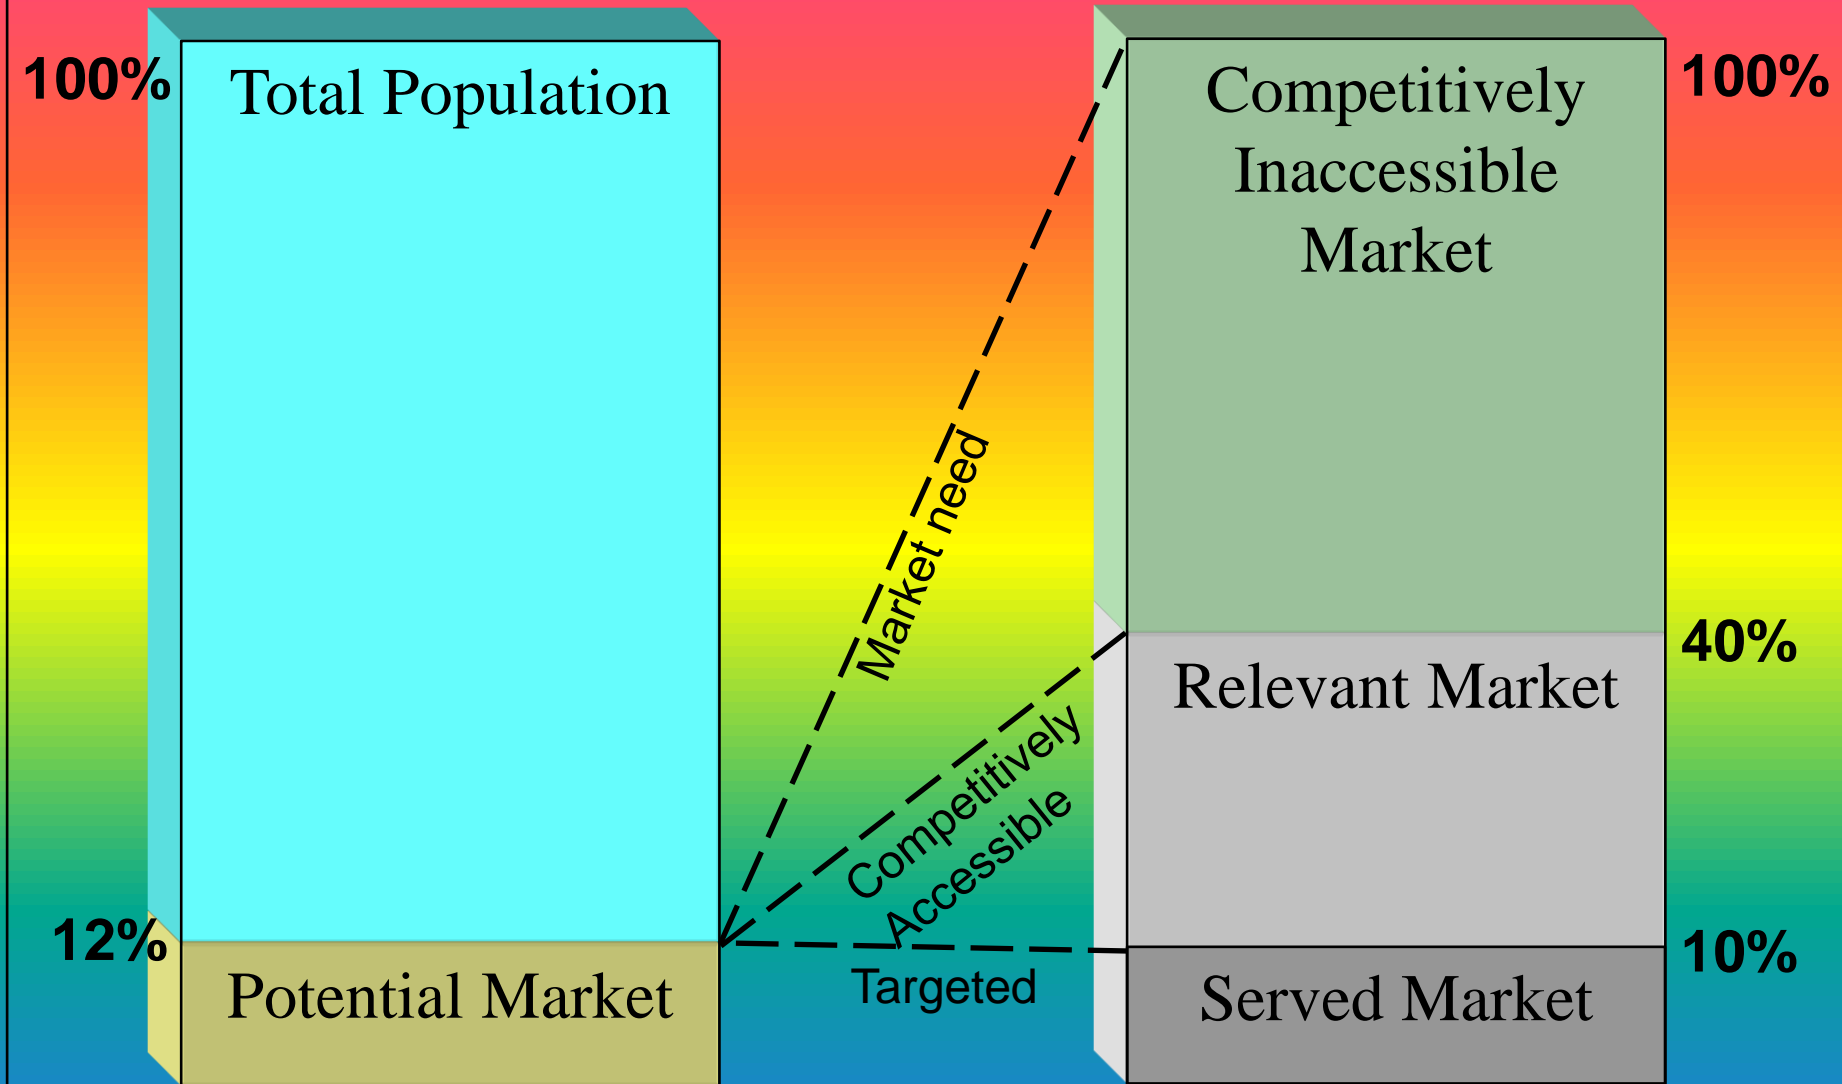 100%
Total Population
12%
Potential Market
Market need
Competitively
Accessible
Targeted
Competitively
Inaccessible
Market
100%
Relevant Market
40%
Served Market
10%